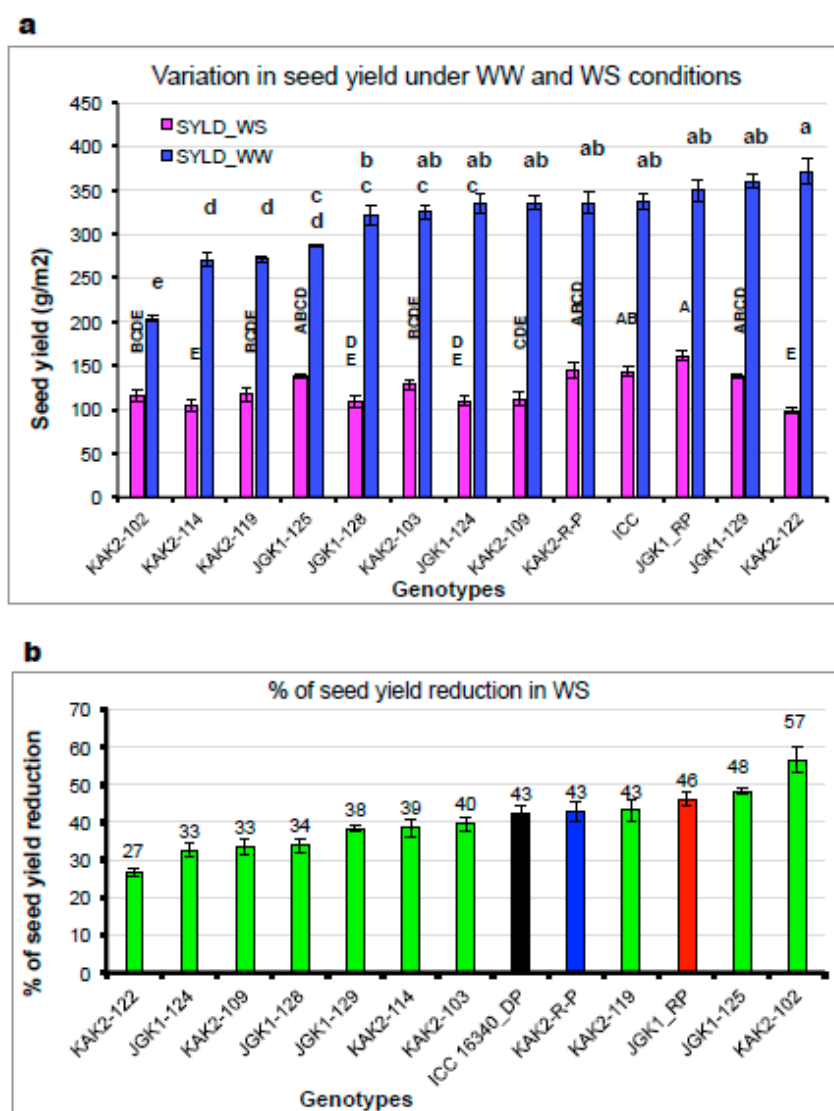 a
Variation in seed yield under WW and WS conditions
Seed yield (g/m2)
450
400
350
300
250
200
150
100
50
0
SYLD_WS
SYLD_WW
BCDE
e
E
d
BCDE
d
ABCD
c
d
D
E
b
c
BCDE
ab
c
D
E
ab
c
CDE
ab
ABCD
ab
AB
ab
A
ab
ABCD
ab
E
a
KAK2-102
KAK2-114
KAK2-119
JGK1-125
JGK1-128
KAK2-103
JGK1-124
KAK2-109
KAK2-R-P
ICC
JGK1_RP
JGK1-129
KAK2-122
Genotypes
b
% of seed yield reduction in WS
% of seed yield reduction
70
60
50
40
30
20
10
0
27
33
33
34
38
39
40
43
43
43
46
48
57
KAK2-122
JGK1-124
KAK2-109
JGK1-128
JGK1-129
KAK2-114
KAK2-103
ICC 16340_DP
KAK2-R-P
KAK2-119
JGK1_RP
JGK1-125
KAK2-102
Genotypes